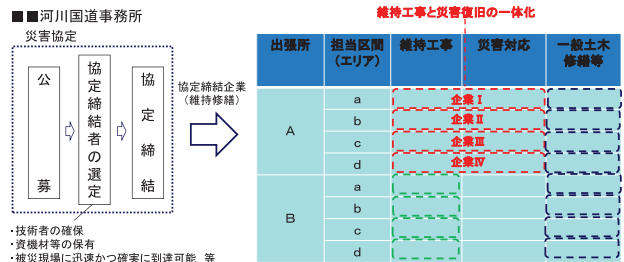 ■■河川国道事務所
災害協定
公募
協定締結者の選定
協定締結
協定締結企業
(維持修繕)
・技術者の確保
・資機材等の保有
・被災現場に迅速かつ確実に到達可能 等
維持工事と災害復旧の一体化
出張所 担当区間 維持工事 災害対応 一般土木
(エリア) 修繕等
A
a 企業Ⅰ
b 企業Ⅱ
c 企業Ⅲ
d 企業Ⅳ
B
a
b
c
d